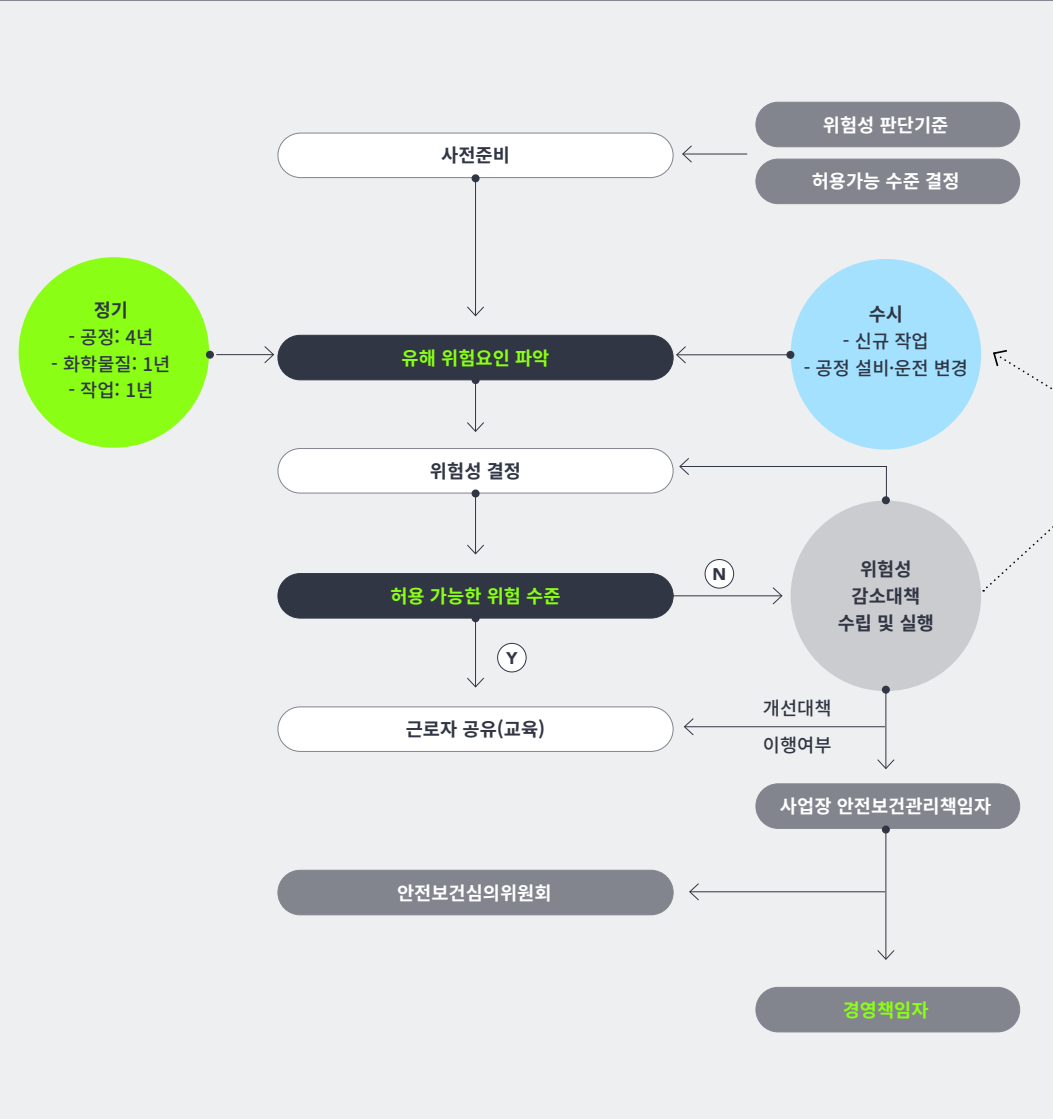 위험성 판단기준
사전준비
허용가능 수준 결정
정기
- 공정: 4년
- 화학물질: 1년
- 작업: 1년
유해 위험요인 파악
수시
- 신규 작업
- 공정 설비·운전 변경
위험성 결정
허용 가능한 위험 수준
N
위험성
감소대책
수립 및 실행
Y
근로자 공유(교육)
개선대책
이행여부
사업장 안전보건관리책임자
안전보건심의위원회
경영책임자